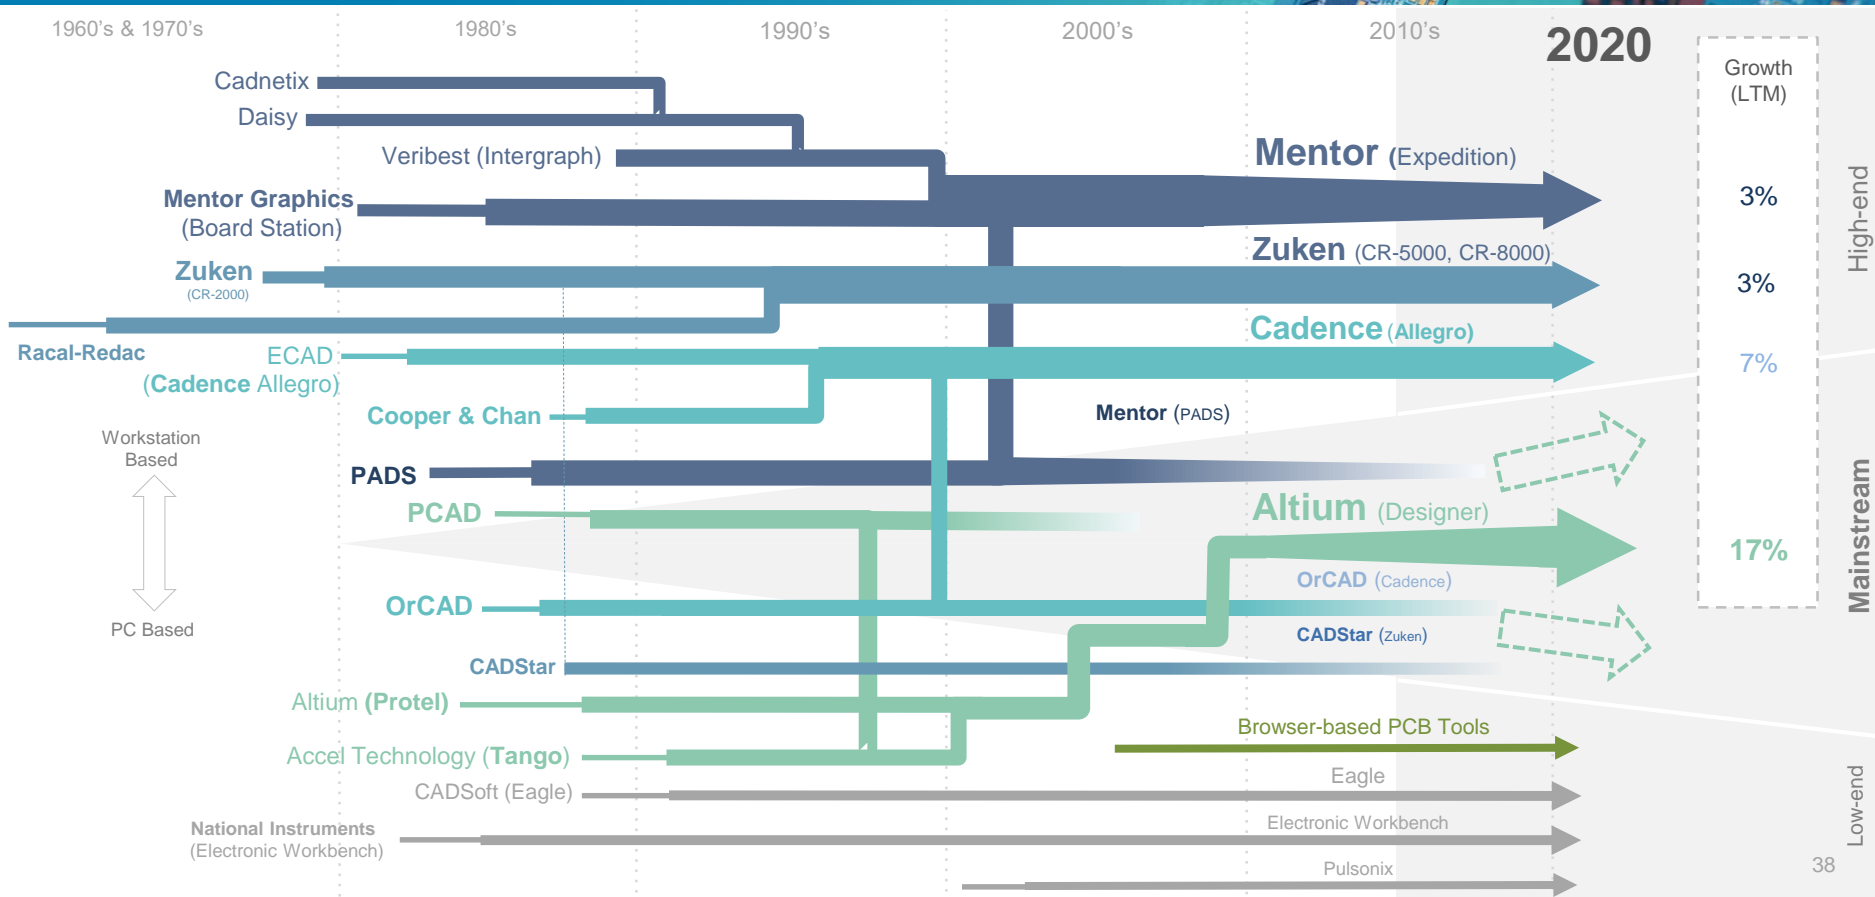 1960's & 1970's
1980's
1990's
2000's
2010's
2020
Growth
(LTM)
Cadnetix
Daisy
Veribest (Intergraph)
Mentor (Expedition)
Mentor Graphics
(Board Station)
3%
High-end
Zuken (CR-5000, CR-8000)
Zuken
(CR-2000)
3%
Racal-Redac
Cadence (Allegro)
ECAD
(Cadence Allegro)
7%
Cooper & Chan
Mentor (PADS)
Workstation
Based
PC Based
PADS
PCAD
Altium (Designer)
17%
Mainstream
OrCAD (Cadence)
OrCAD
CADStar (Zuken)
CADStar
Altium (Protel)
Browser-based PCB Tools
Accel Technology (Tango)
Eagle
CADSoft (Eagle)
Low-end
Electronic Workbench
National Instruments
(Electronic Workbench)
Pulsonix
38